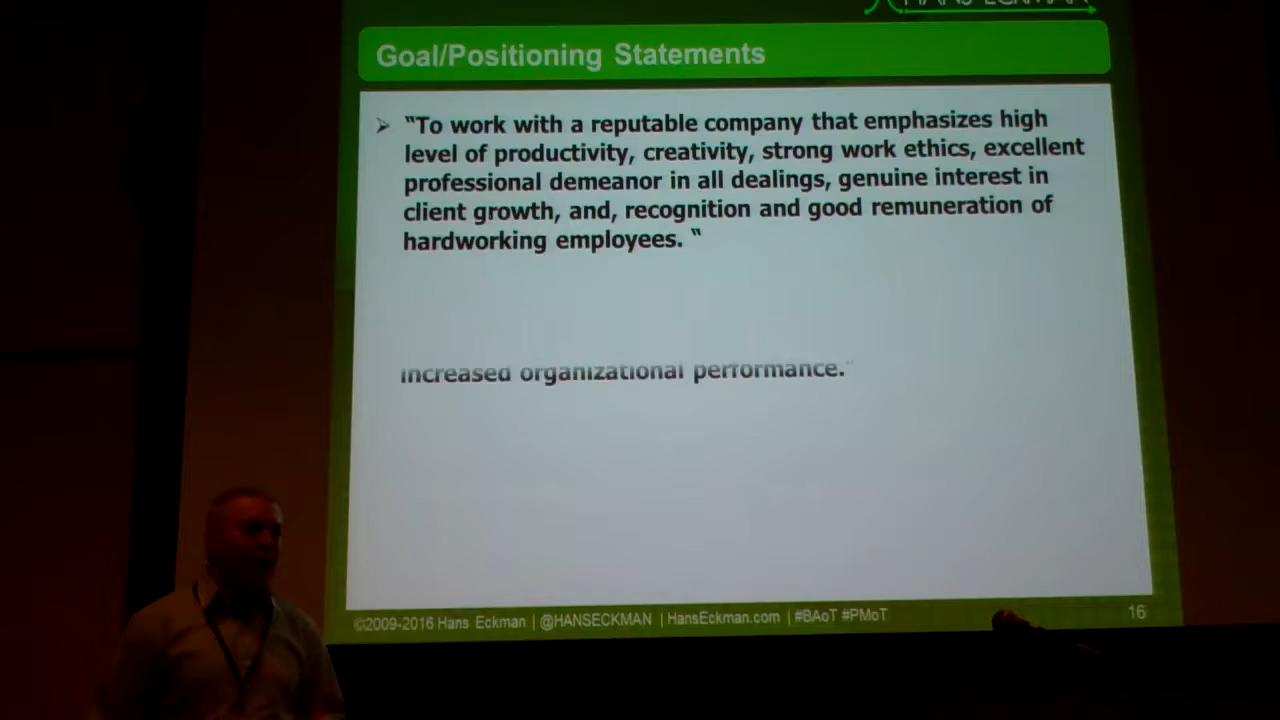 HANS ECKMAN
Goal/Positioning Statements
➢ "To work with a reputable company that emphasizes high
level of productivity, creativity, strong work ethics, excellent
professional demeanor in all dealings, genuine interest in
client growth, and, recognition and good remuneration of
hardworking employees. "
increased organizational performance."
©2009-2016 Hans Eckman | @HANSECKMAN | HansEckman.com | #BAoT #PMoT
16